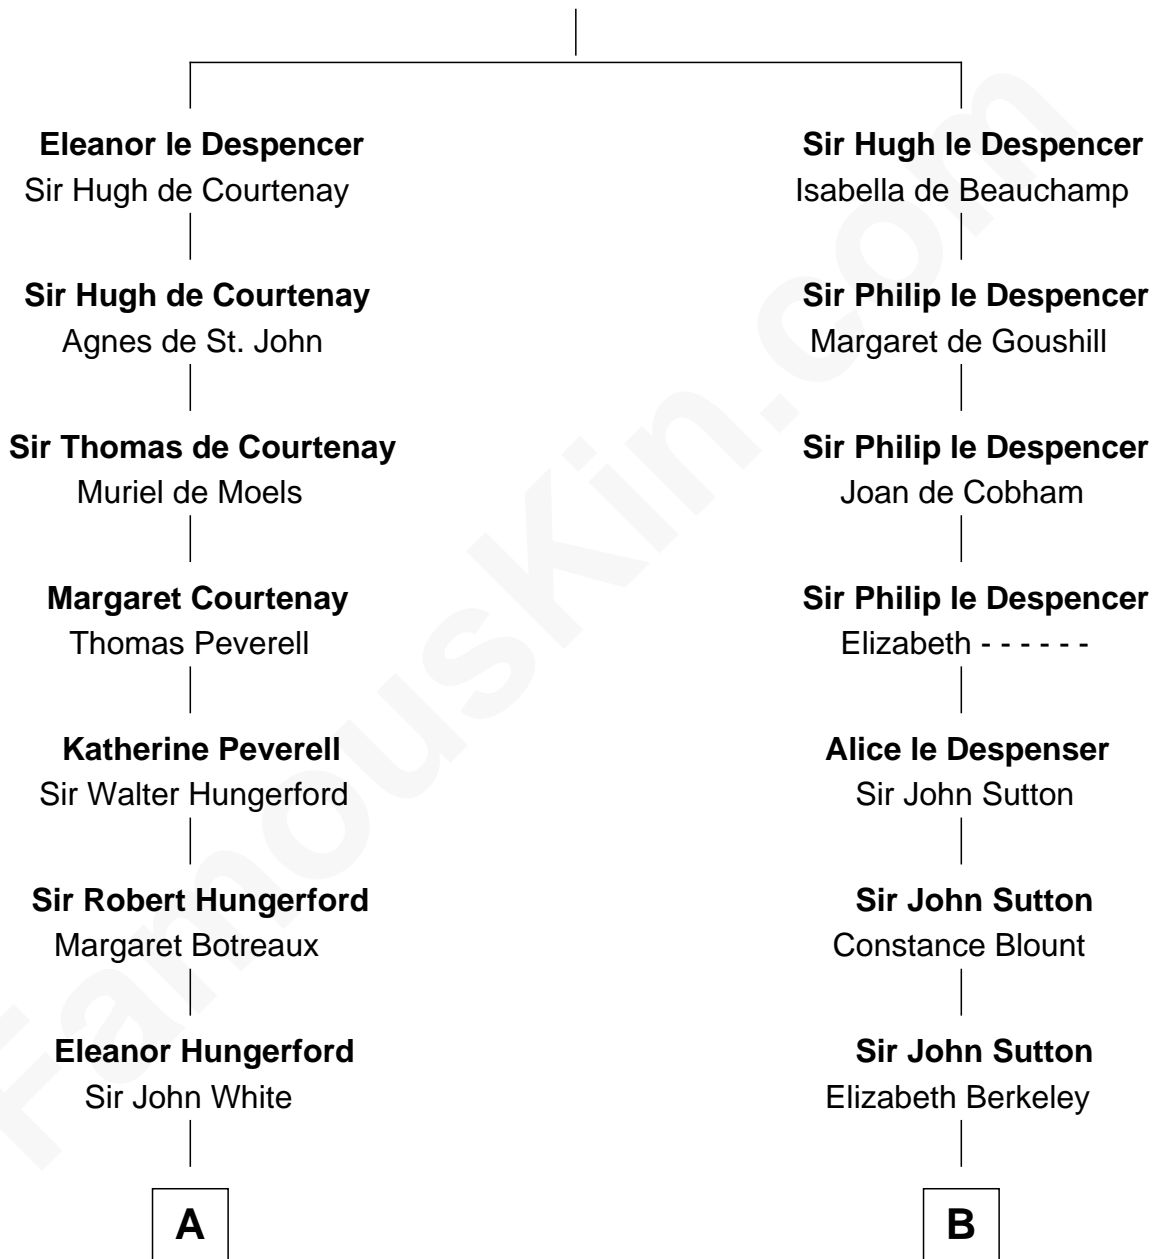 Eleanor le Despencer
Sir Hugh de Courtenay
Sir Hugh de Courtenay
Agnes de St. John
Sir Thomas de Courtenay
Muriel de Moels
Margaret Courtenay
Thomas Peverell
Katherine Peverell
Sir Walter Hungerford
Sir Robert Hungerford
Margaret Botreaux
Eleanor Hungerford
Sir John White
A
Sir Hugh le Despencer
Isabella de Beauchamp
Sir Philip le Despencer
Margaret de Goushill
Sir Philip le Despencer
Joan de Cobham
Sir Philip le Despencer
Elizabeth - - - - - -
Alice le Despenser
Sir John Sutton
Sir John Sutton
Constance Blount
Sir John Sutton
Elizabeth Berkeley
B
FamousKin.com